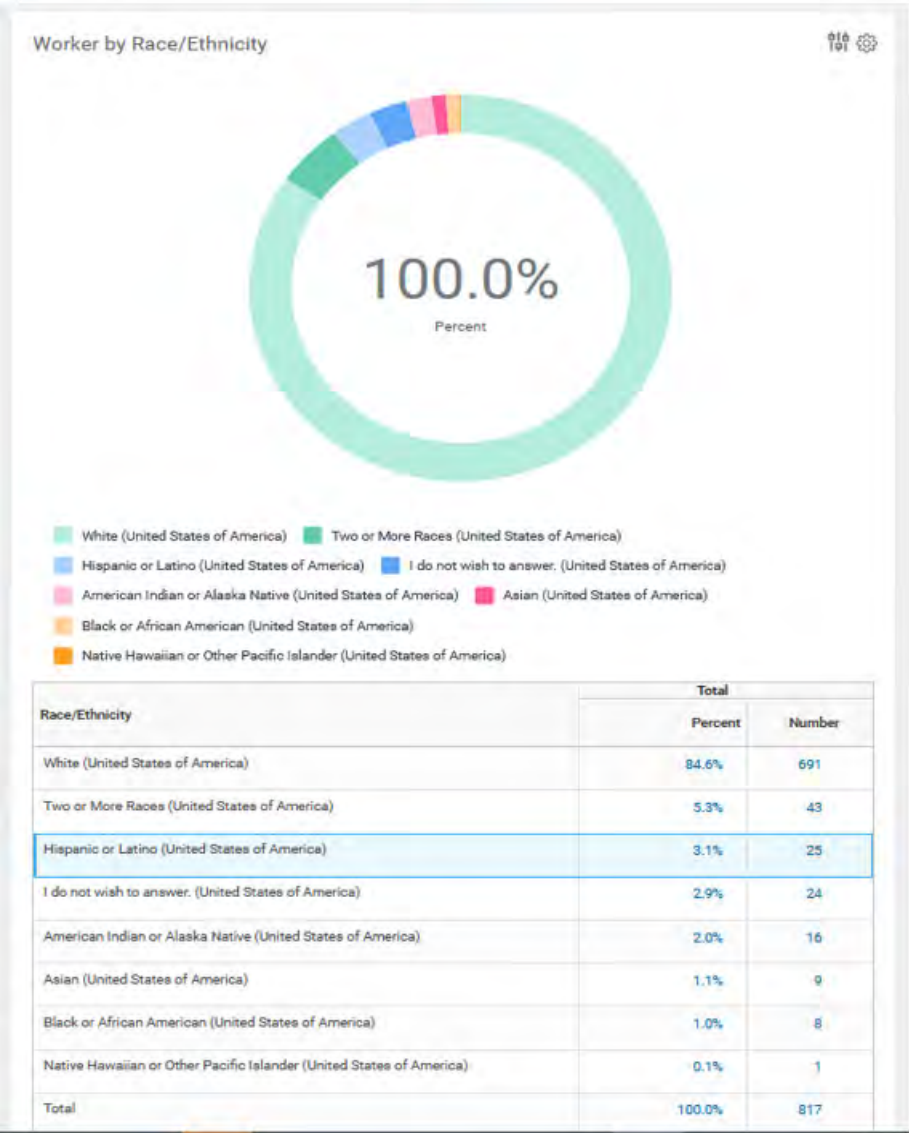 Worker by Race/Ethnicity
100.0%
Percent
White (United States of America) Two or More Races (United States of America)
Hispanic or Latino (United States of America) I do not wish to answer. (United States of America)
American Indian or Alaska Native (United States of America) Asian (United States of America)
Black or African American (United States of America)
Native Hawaiian or Other Pacific Islander (United States of America)
Total
Race/Ethnicity Percent Number
White (United States of America) 84.6% 691
Two or More Races (United States of America) 5.3% 43
Hispanic or Latino (United States of America) 3.1% 25
I do not wish to answer. (United States of America) 2.9% 24
American Indian or Alaska Native (United States of America) 2.0% 16
Asian (United States of America) 1.1% 9
Black or African American (United States of America) 1.0% 8
Native Hawaiian or Other Pacific Islander (United States of America) 0.1% 1
Total 100.0% 817